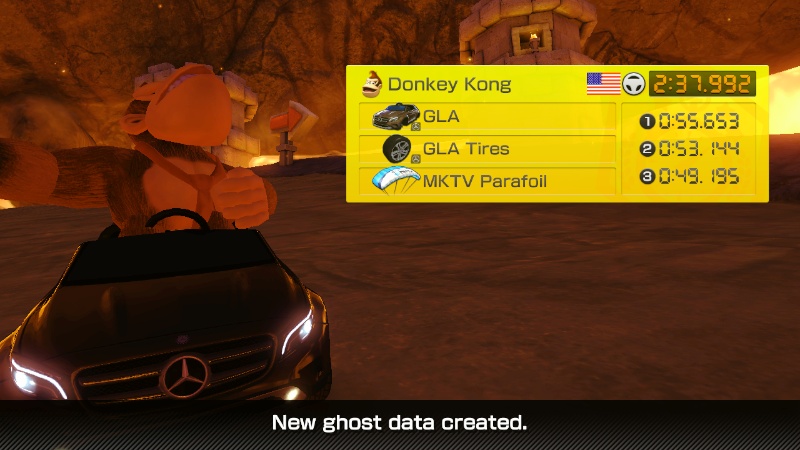 Donkey Kong 2:37.992
GLA
GLA Tires
MKTV Parafoil
1 0:55.653
2 0:53.144
3 0:49.195
New ghost data created.